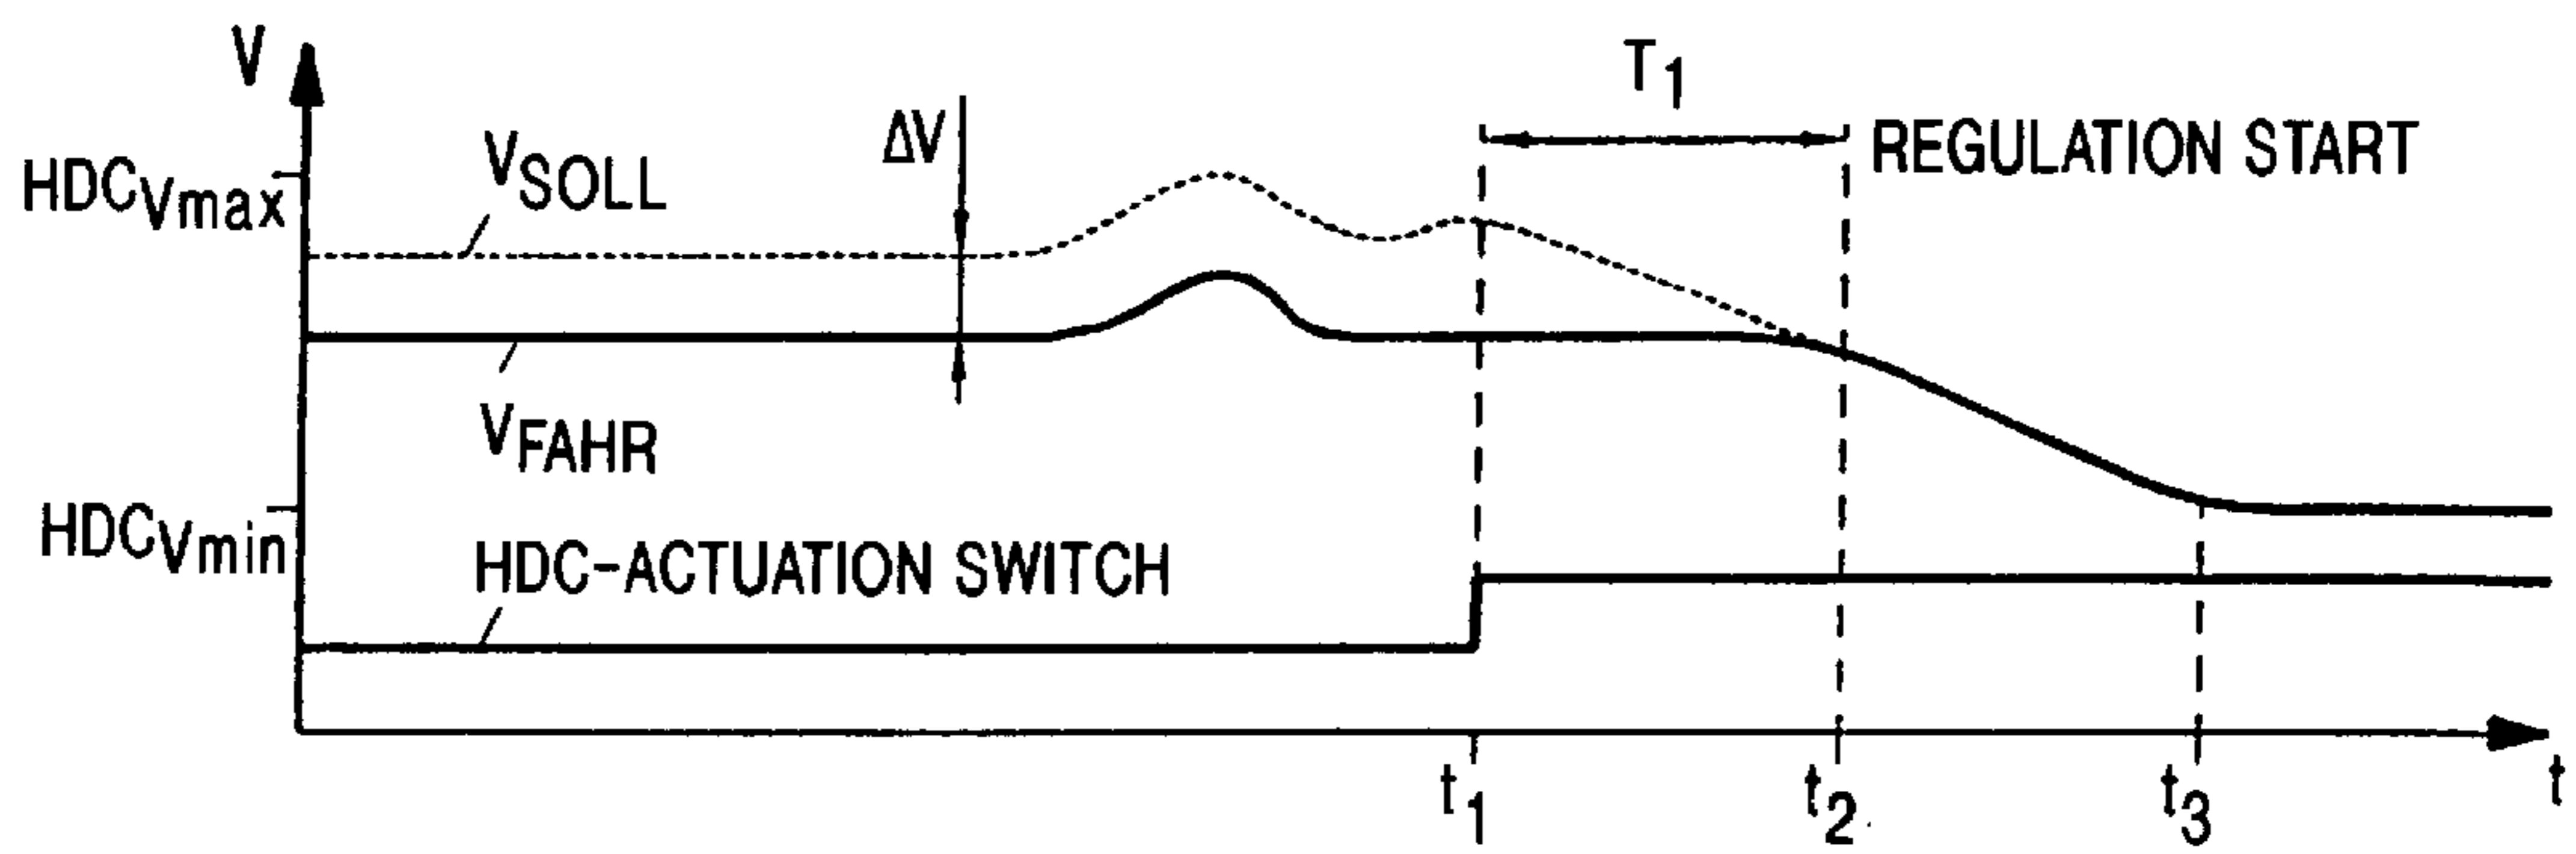 V
T1
ΔV
REGULATION START
HDCVmax
VSOLL
VFAHR
HDCVmin
HDC-ACTUATION SWITCH
t1
t2
t3
t